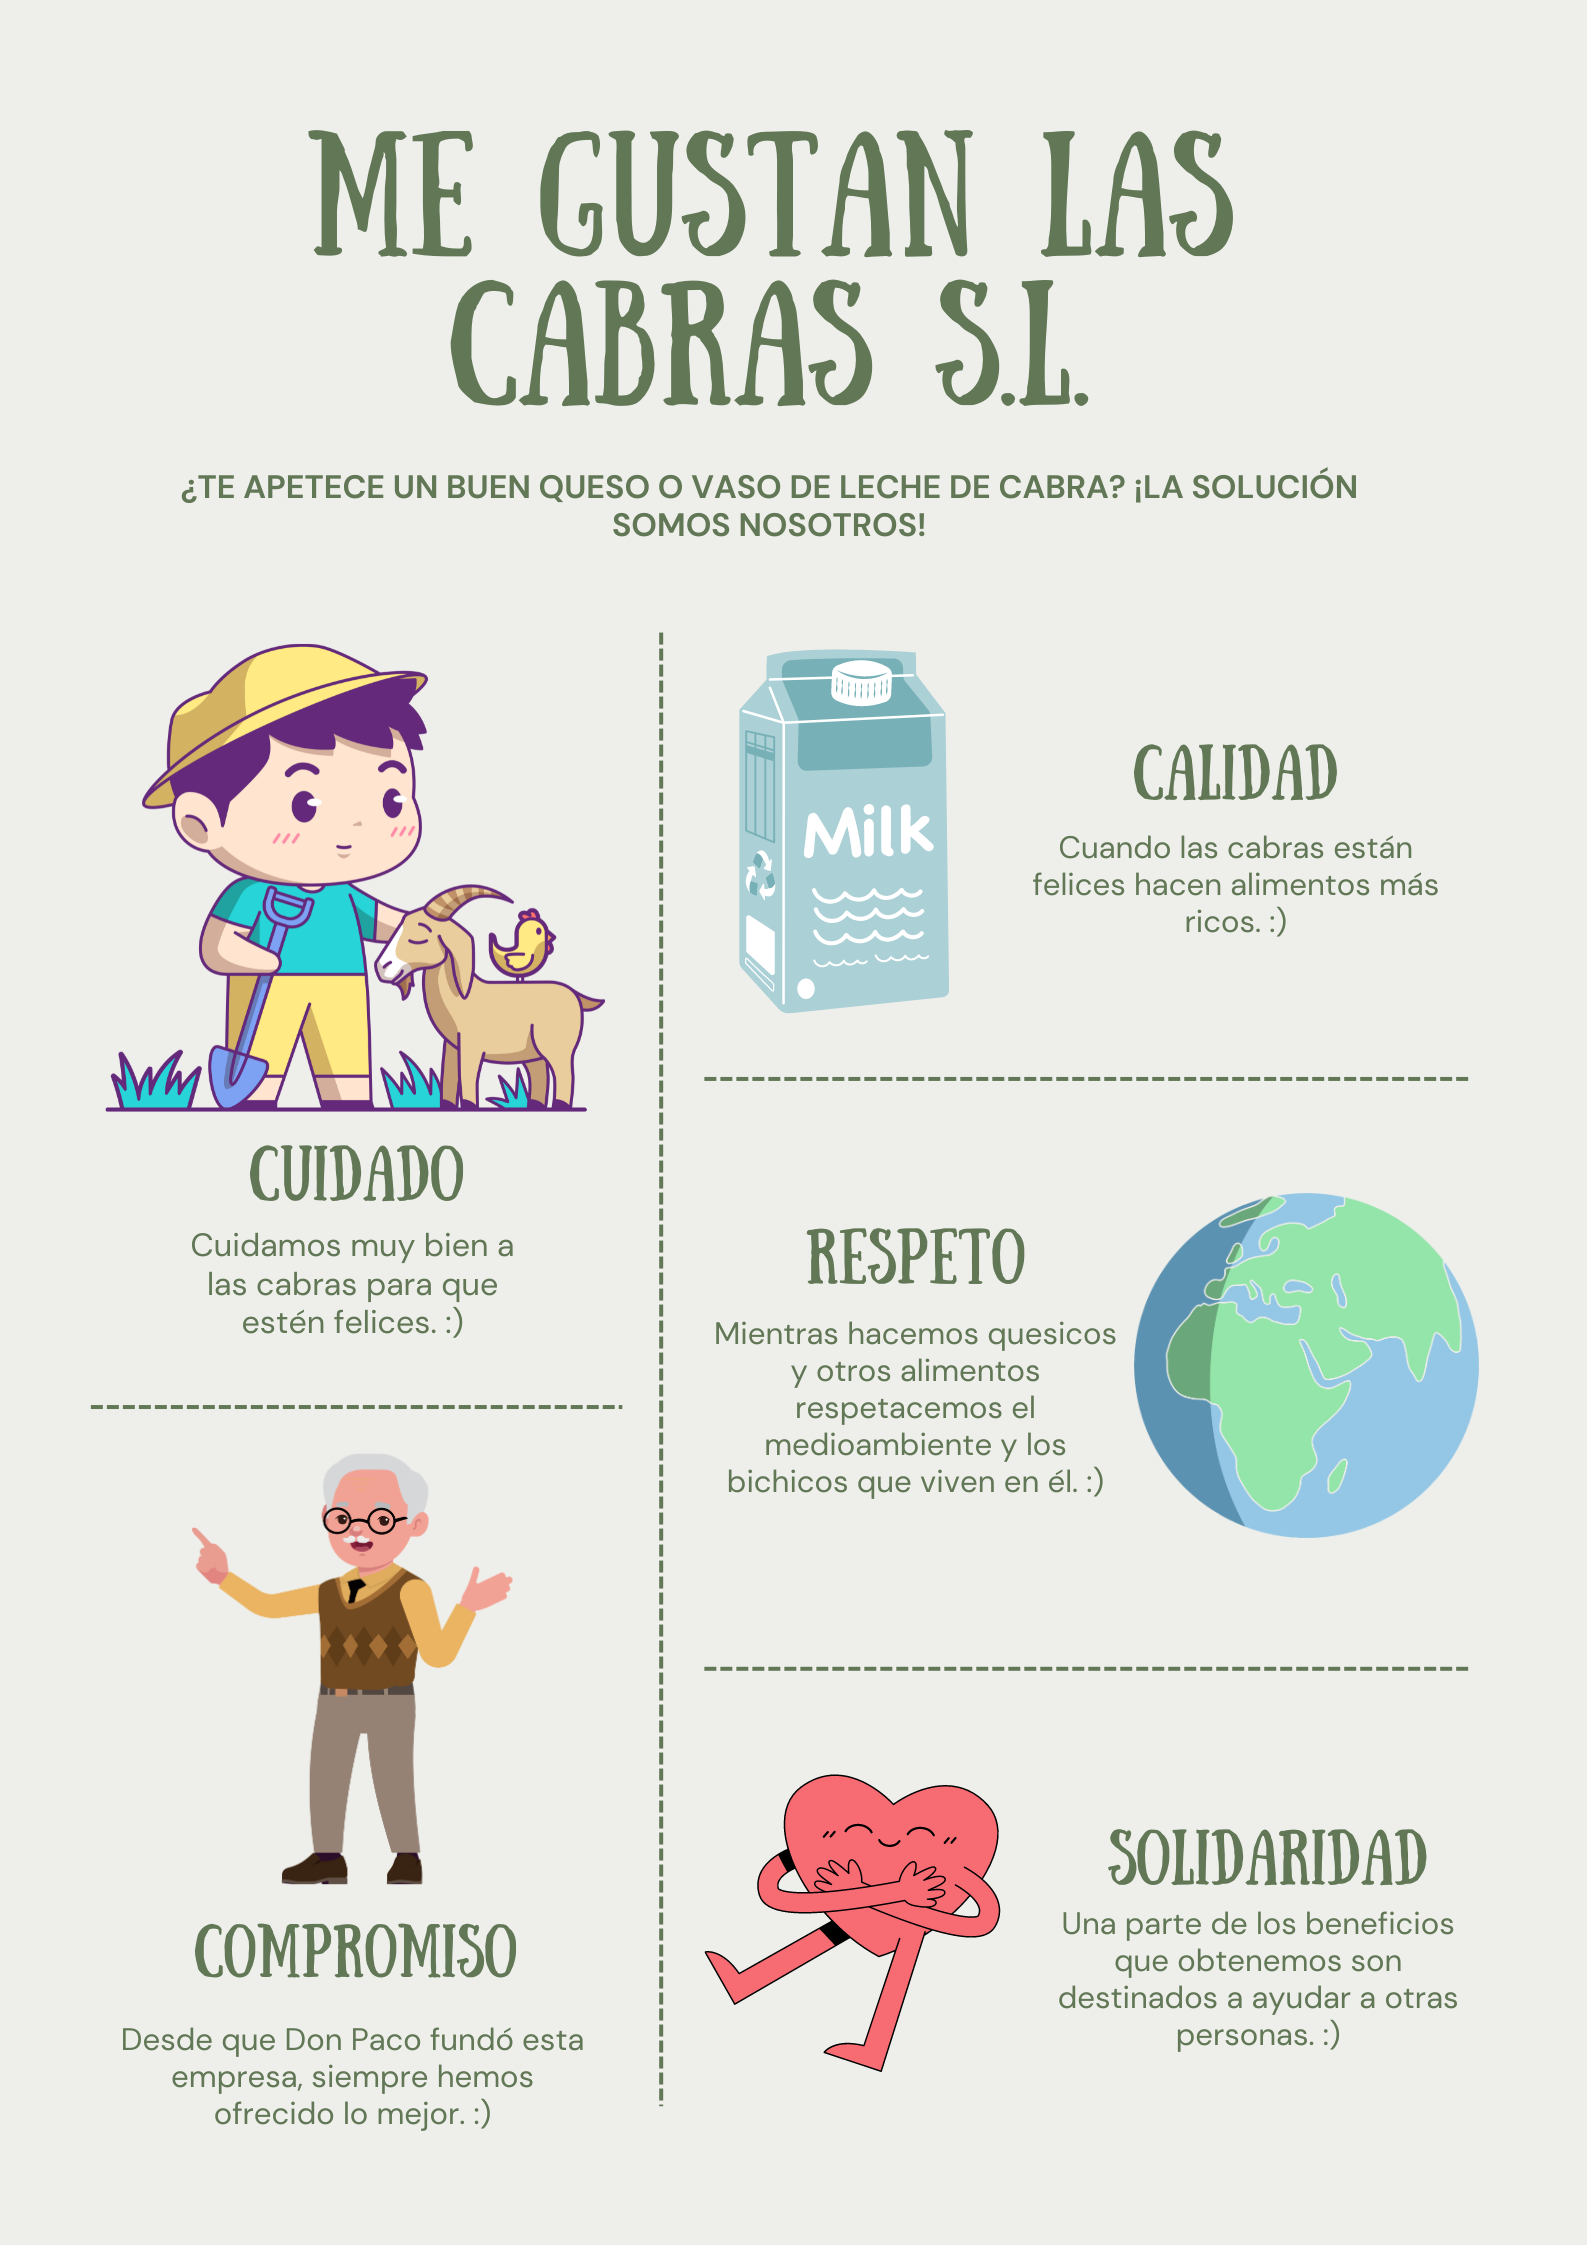 ME GUSTAN LAS
CABRAS S.L.
¿TE APETECE UN BUEN QUESO O VASO DE LECHE DE CABRA? ¡LA SOLUCIÓN
SOMOS NOSOTROS!
CUIDADO
Cuidamos muy bien a
las cabras para que
estén felices. :)
COMPROMISO
Desde que Don Paco fundó esta
empresa, siempre hemos
ofrecido lo mejor. :)
Milk
CALIDAD
Cuando las cabras están
felices hacen alimentos más
ricos. :)
RESPETO
Mientras hacemos quesicos
y otros alimentos
respetacemos el
medioambiente y los
bichicos que viven en él. :)
SOLIDARIDAD
Una parte de los beneficios
que obtenemos son
destinados a ayudar a otras
personas. :)